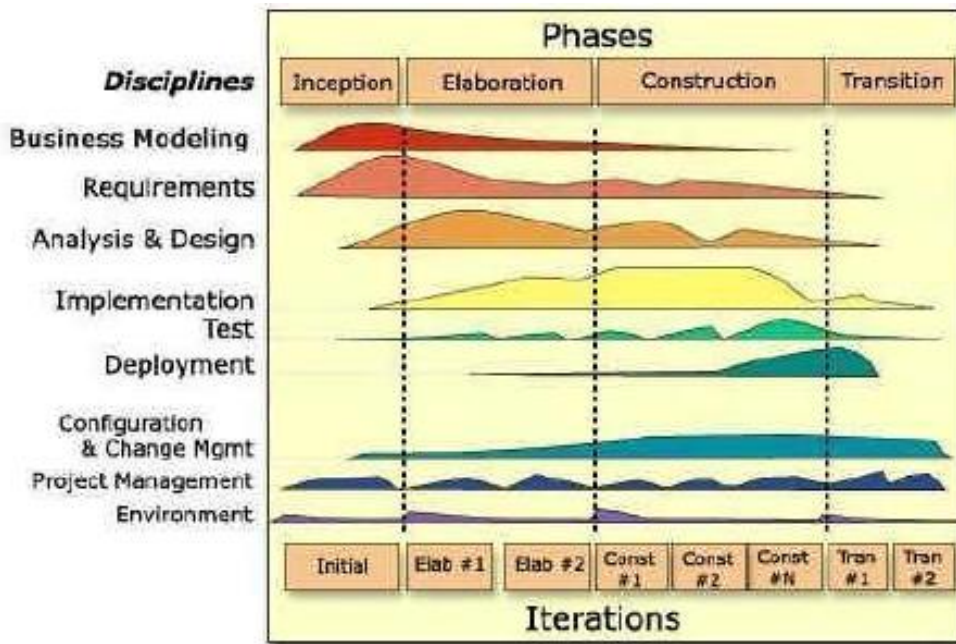 Phases
Disciplines
Inception
Elaboration
Construction
Transition
Business Modeling
Requirements
Analysis & Design
Implementation
Test
Deployment
Configuration
& Change Mgmt
Project Management
Environment
Initial
Elab #1
Elab #2
Const
#1
Const
#2
Const
#N
Tran
#1
Tran
#2
Iterations